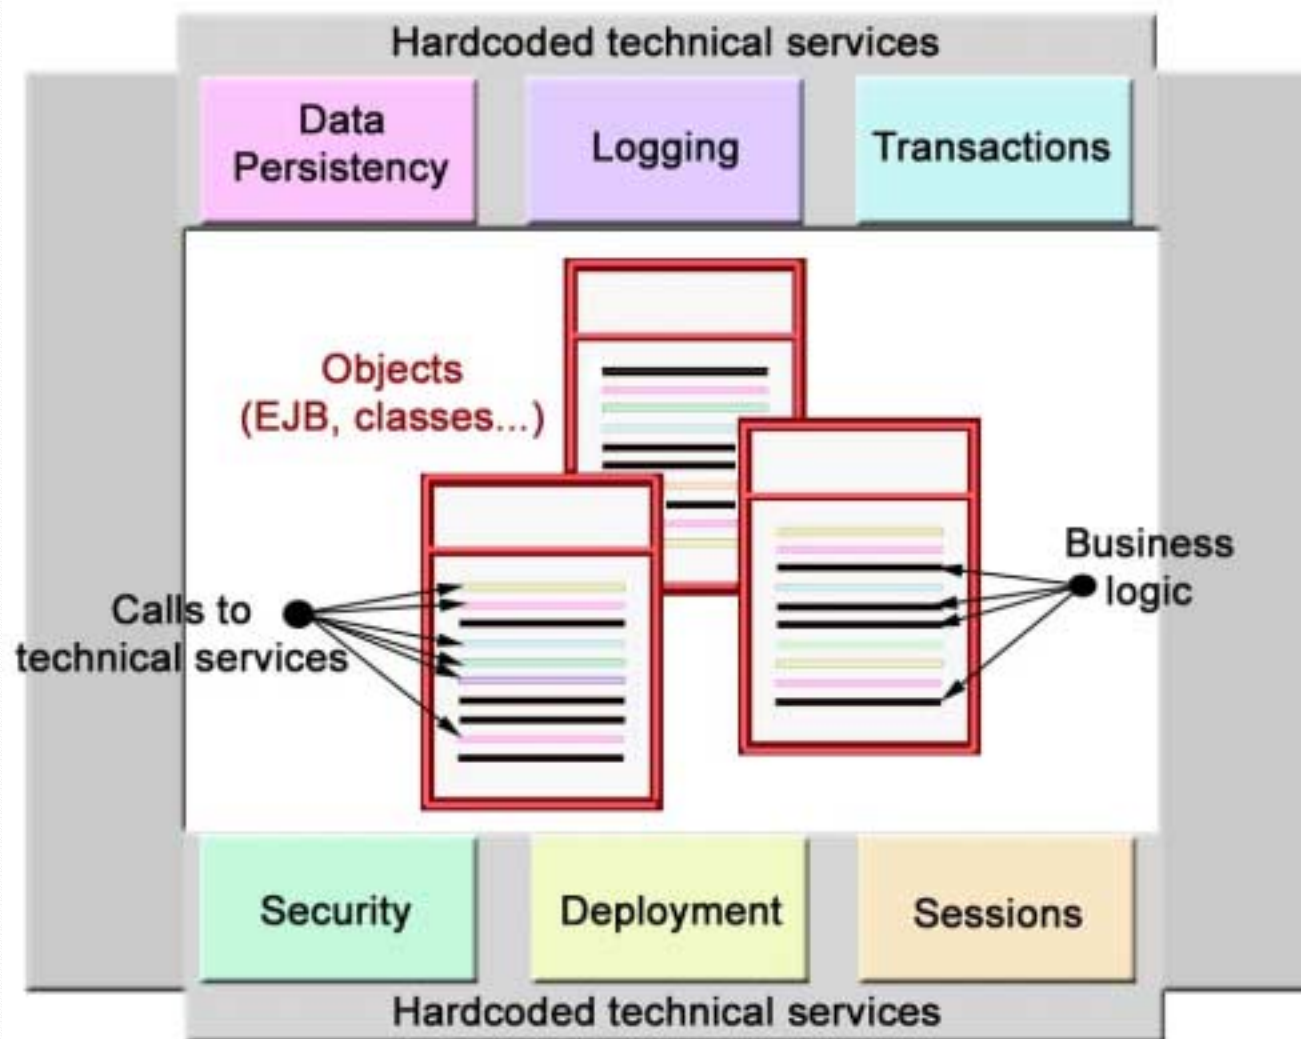 Hardcoded technical services
Data
Persistency
Logging
Transactions
Objects
(EJB, classes...)
Business
logic
Calls to
technical services
Security
Deployment
Sessions
Hardcoded technical services